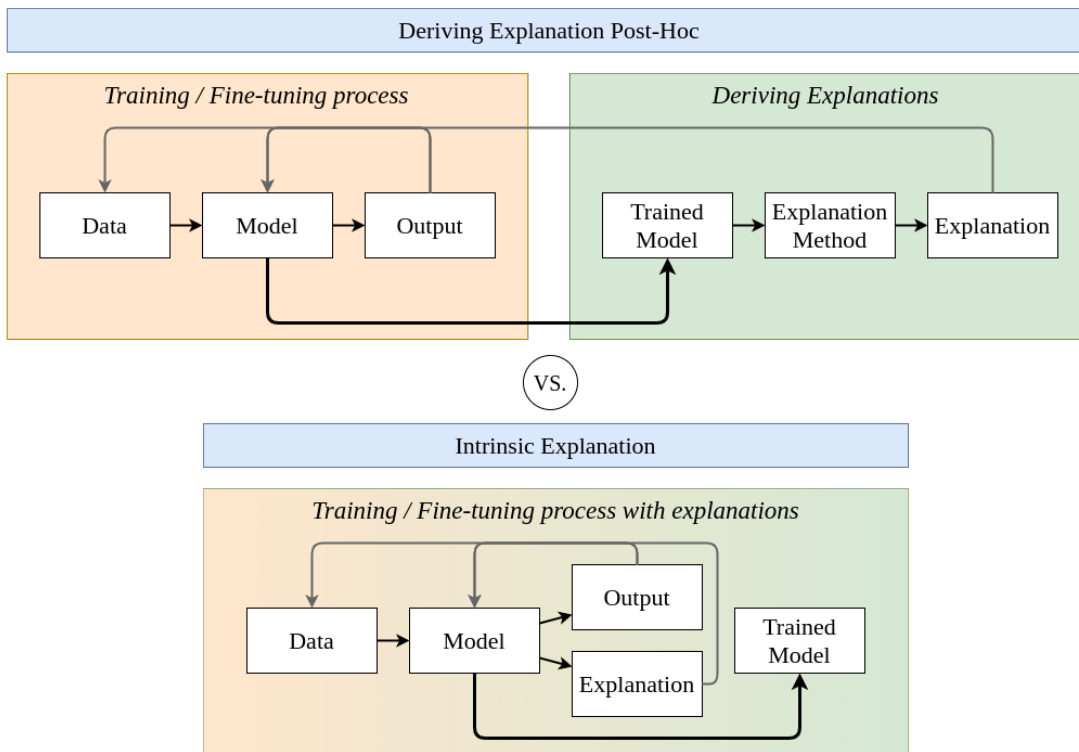 Deriving Explanation Post-Hoc
Training / Fine-tuning process
Deriving Explanations
Data
Model
Output
Trained
Model
Explanation
Method
Explanation
VS.
Intrinsic Explanation
Training / Fine-tuning process with explanations
Data
Model
Output
Explanation
Trained
Model